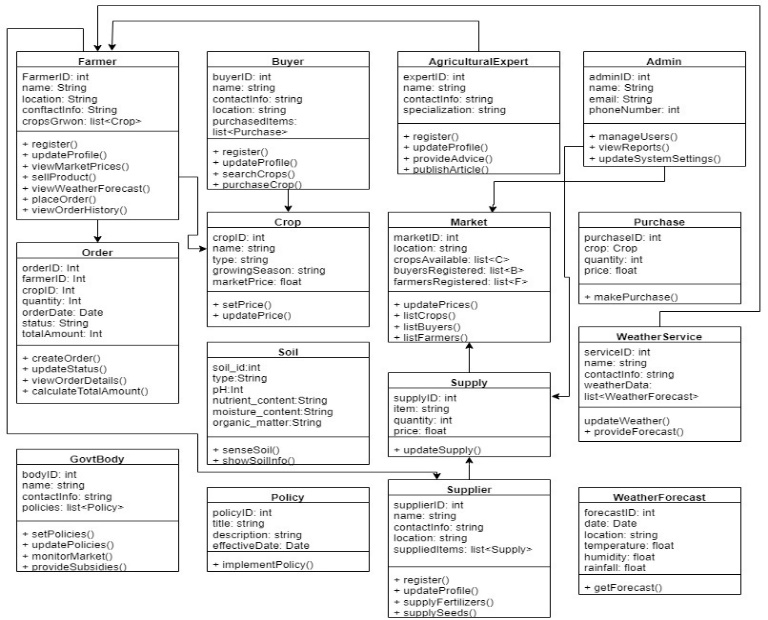 Farmer
FarmerID: int
name: String
location: String
conftactInfo: String
cropsGrwon: list<Crop>
+ register()
+ updateProfile()
+ viewMarketPrices()
+ sellProduct()
+ viewWeatherForecast()
+ placeOrder()
+ viewOrderHistory()
Buyer
buyerID: int
name: string
contactInfo: string
location: string
purchasedItems:
list<Purchase>
+ register()
+ updateProfile()
+ searchCrops()
+ purchaseCrop()
AgriculturalExpert
expertID: int
name: string
contactInfo: string
specialization: string
+ register()
+ updateProfile()
+ provideAdvice()
+ publishArticle()
Admin
adminID: int
name: String
email: String
phoneNumber: int
+ manageUsers()
+ viewReports()
+ updateSystemSettings()
Order
orderID: Int
farmerID: Int
cropID: Int
quantity: Int
orderDate: Date
status: String
totalAmount: Int
+ createOrder()
+ updateStatus()
+ viewOrderDetails()
+ calculateTotalAmount()
Crop
cropID: int
name: string
type: string
growingSeason: string
marketPrice: float
+ setPrice()
+ updatePrice()
Market
marketID: int
location: string
cropsAvailable: list<C>
buyersRegistered: list<B>
farmersRegistered: list<F>
+ updatePrices()
+ listCrops()
+ listBuyers()
+ listFarmers()
Purchase
purchaseID: int
crop: Crop
quantity: int
price: float
+ makePurchase()
Soil
soil_id:int
type:String
pH:Int
nutrient_content:String
moisture_content:String
organic_matter:String
+ senseSoil()
+ showSoilInfo()
Supply
supplyID: int
item: string
quantity: int
price: float
+ updateSupply()
WeatherService
serviceID: int
name: string
contactInfo: string
weatherData:
list<WeatherForecast>
updateWeather()
+ provideForecast()
GovtBody
bodyID: int
name: string
contactInfo: string
policies: list<Policy>
+ setPolicies()
+ updatePolicies()
+ monitorMarket()
+ provideSubsidies()
Policy
policyID: int
title: string
description: string
effectiveDate: Date
+ implementPolicy()
Supplier
supplierID: int
name: string
contactInfo: string
location: string
suppliedItems: list<Supply>
+ register()
+ updateProfile()
+ supplyFertilizers()
+ supplySeeds()
WeatherForecast
forecastID: int
date: Date
location: string
temperature: float
humidity: float
rainfall: float
+ getForecast()